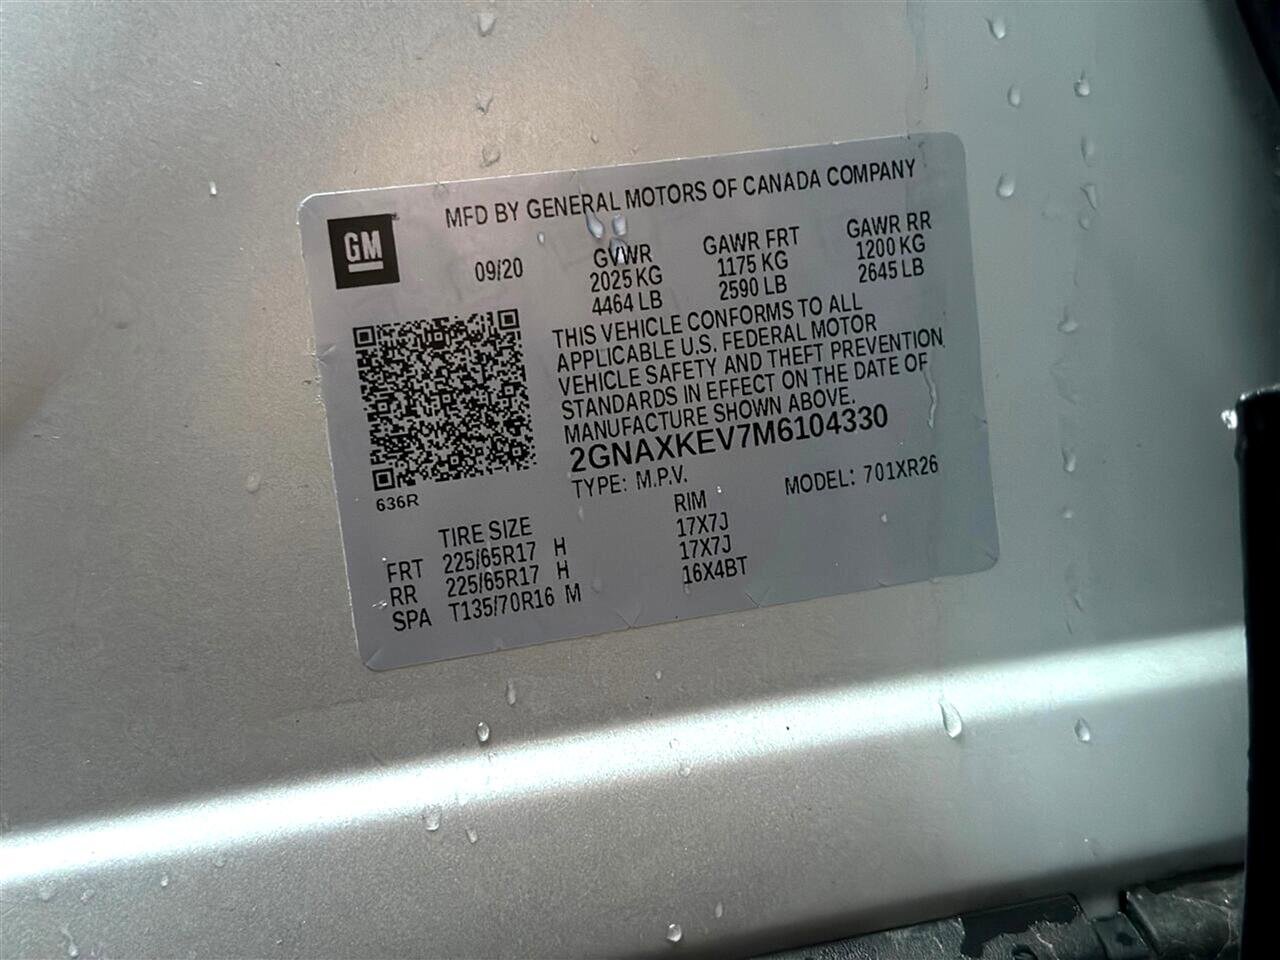 MFD BY GENERAL MOTORS OF CANADA COMPANY
GM
09/20
GVWR GAWR FRT GAWR RR
2025 KG 1175 KG 1200 KG
4464 LB 2590 LB 2645 LB
THIS VEHICLE CONFORMS TO ALL
APPLICABLE U.S. FEDERAL MOTOR
VEHICLE SAFETY AND THEFT PREVENTION
STANDARDS IN EFFECT ON THE DATE OF
MANUFACTURE SHOWN ABOVE.
2GNAXKEV7M6104330
TYPE: M.P.V. MODEL: 701XR26
636R
TIRE SIZE RIM
FRT 225/65R17 H 17X7J
RR 225/65R17 H 17X7J
SPA T135/70R16 M 16X4BT